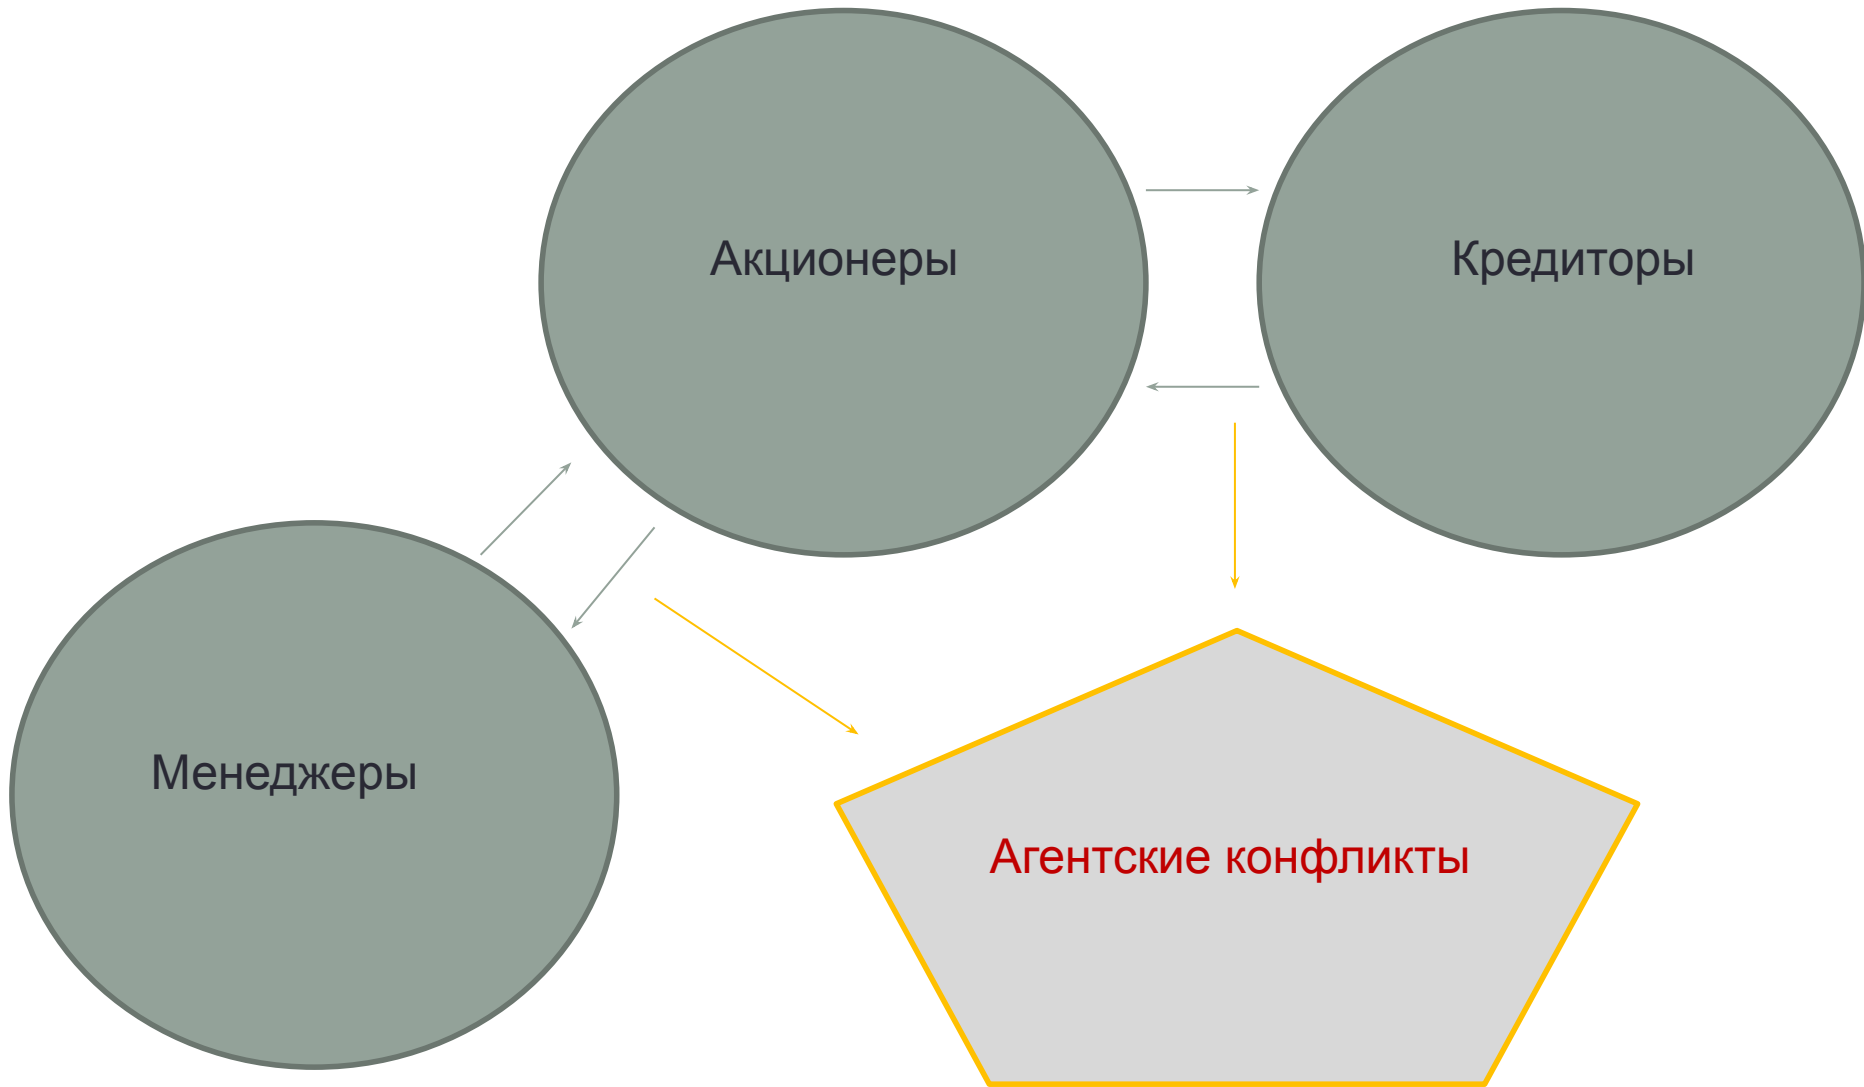 Акционеры
Кредиторы
Менеджеры
Агентские конфликты